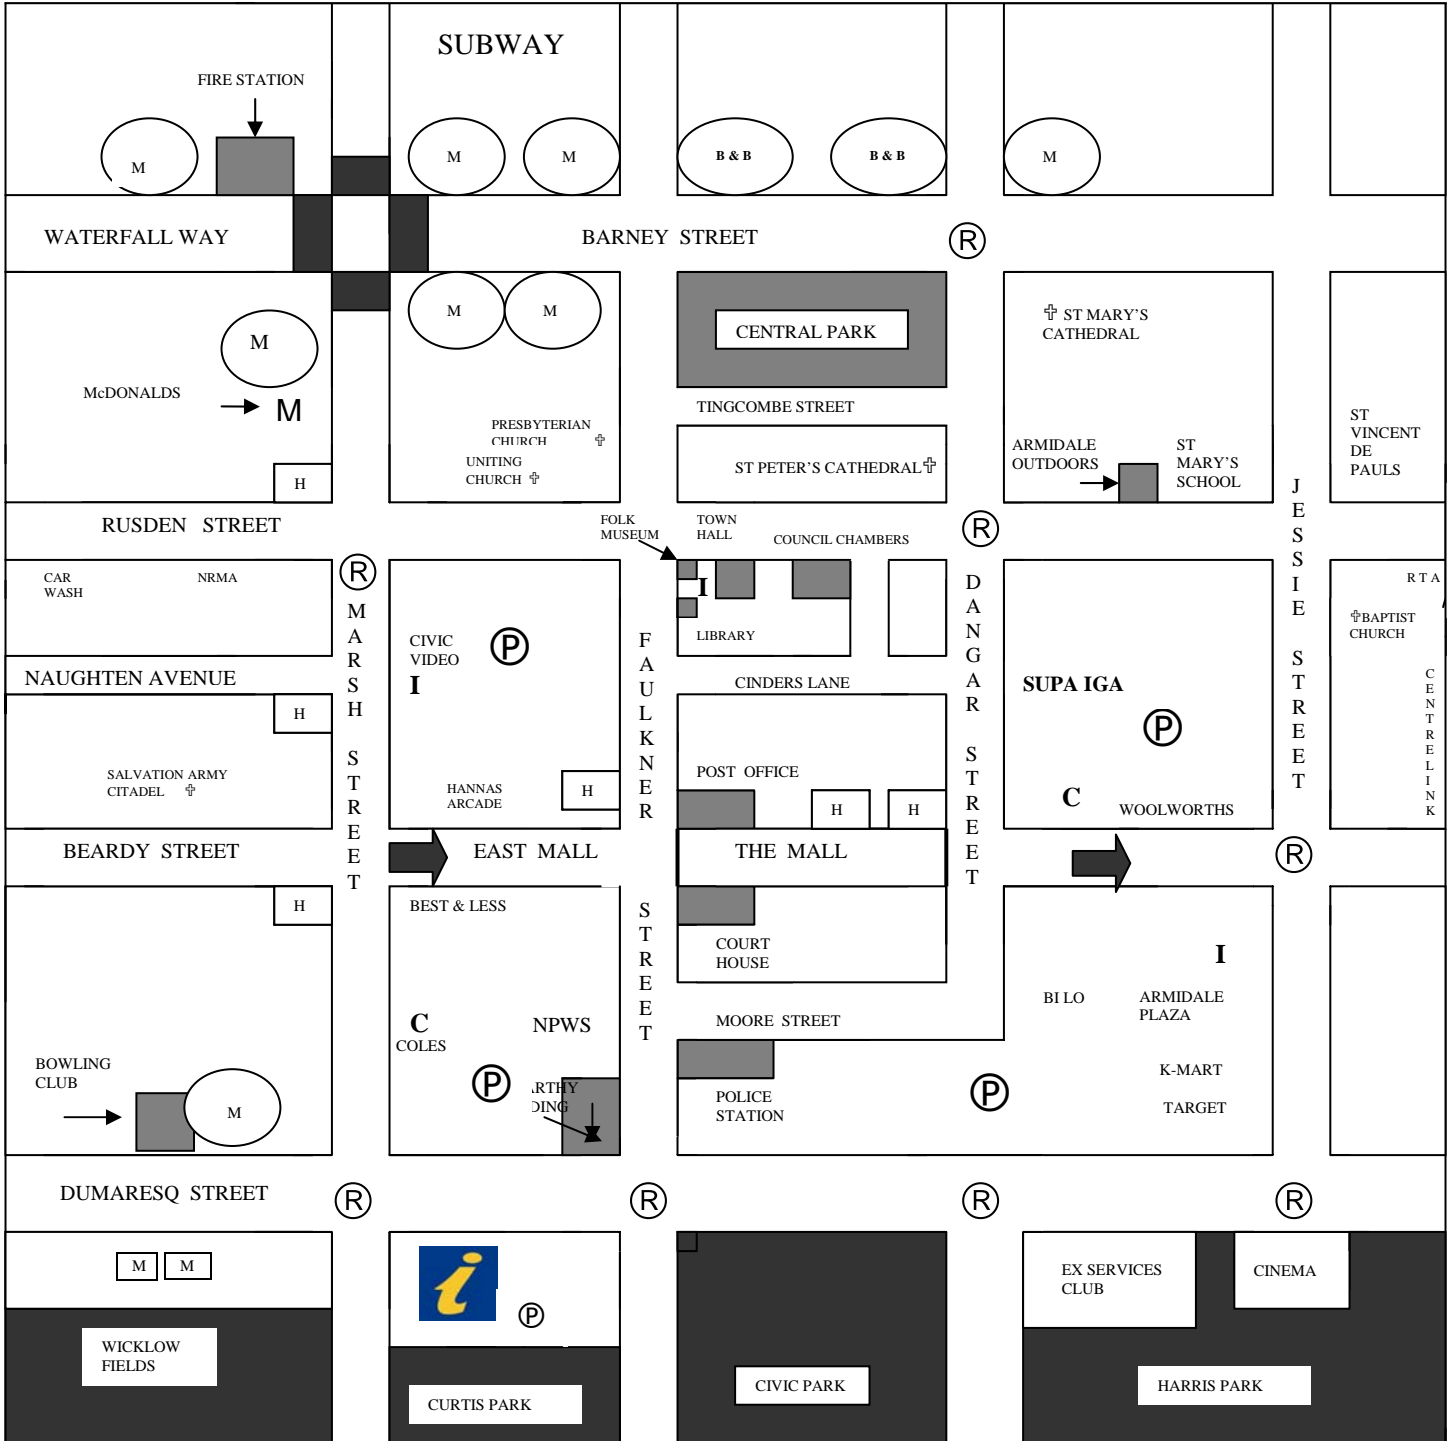 SUBWAY
FIRE STATION
M
M
M
B & B
B & B
M
WATERFALL WAY
BARNEY STREET
R
M
M
M
CENTRAL PARK
✞ ST MARY'S
CATHEDRAL
McDONALDS
M
TINGCOMBE STREET
PRESBYTERIAN
CHURCH ✞
UNITING
CHURCH ✞
ST PETER'S CATHEDRAL ✞
ARMIDALE
OUTDOORS
ST
MARY'S
SCHOOL
ST
VINCENT
DE
PAULS
H
RUSDEN STREET
FOLK
MUSEUM
TOWN
HALL
COUNCIL CHAMBERS
R
JESSIE STREET
CAR
WASH
NRMA
R
MARSH STREET
CIVIC
VIDEO
P
I
I
LIBRARY
FAULKNER STREET
DANGAR STREET
RTA
✞ BAPTIST
CHURCH
NAUGHTEN AVENUE
CINDERS LANE
SUPA IGA
P
CENTRELINK
H
SALVATION ARMY
CITADEL ✞
HANNAS
ARCADE
H
POST OFFICE
H
H
C
WOOLWORTHS
BEARDY STREET
EAST MALL
THE MALL
R
H
BEST & LESS
COURT
HOUSE
I
BI LO
ARMIDALE
PLAZA
C
COLES
NPWS
MOORE STREET
BOWLING
CLUB
M
P
ARTHY
DING
POLICE
STATION
P
K-MART
TARGET
DUMARESQ STREET
R
R
R
R
M
M
i
P
EX SERVICES
CLUB
CINEMA
WICKLOW
FIELDS
CURTIS PARK
CIVIC PARK
HARRIS PARK